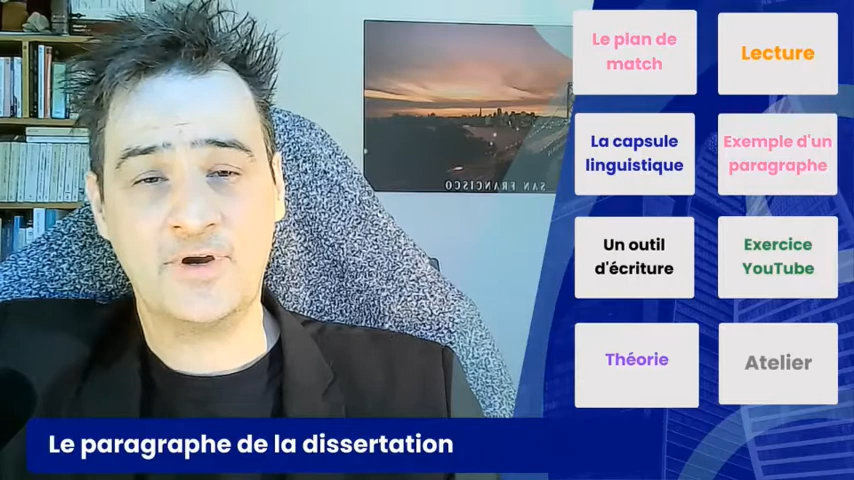 Le plan de
match
Lecture
La capsule
linguistique
Exemple d'un
paragraphe
Un outil
d'écriture
Exercice
YouTube
Théorie
Atelier
SAN FRANCISCO
Le paragraphe de la dissertation